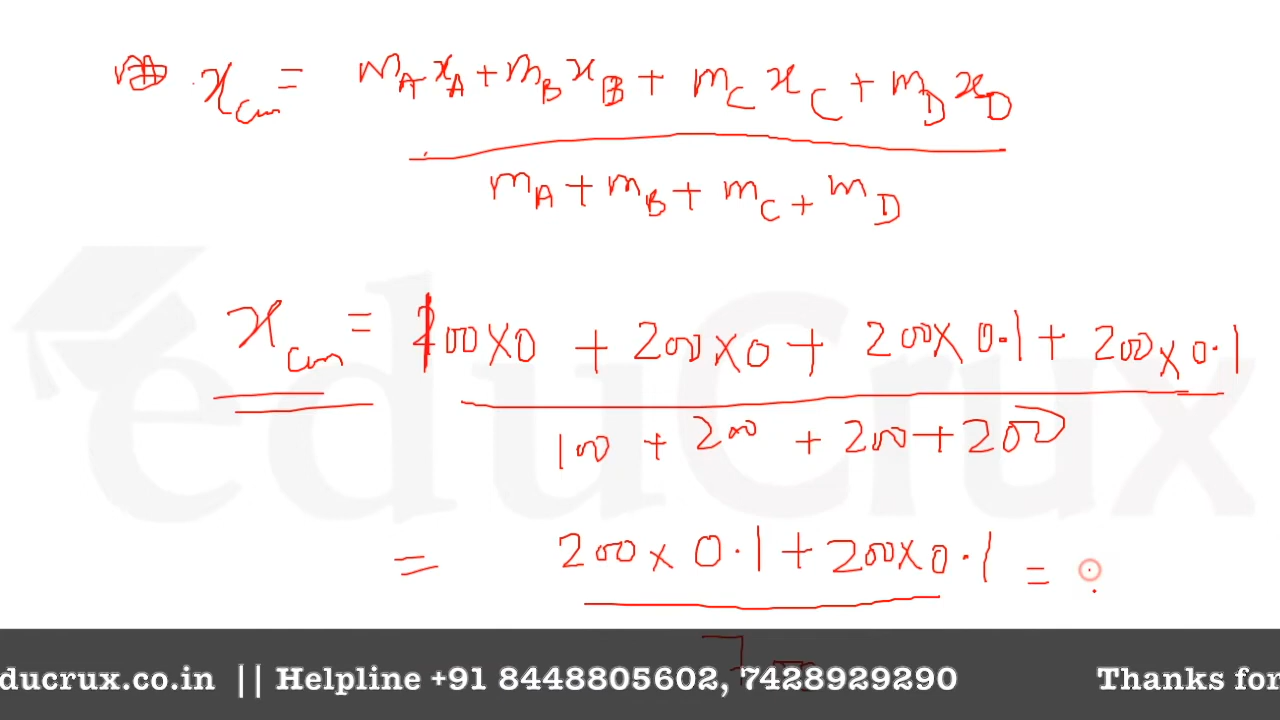 x_cm = m_A x_A + m_B x_B + m_C x_C + m_D x_D
m_A + m_B + m_C + m_D
x_cm = 100×0 + 200×0 + 200×0.1 + 200×0.1
100 + 200 + 200 + 200
= 200×0.1 + 200×0.1 =
700
eduCrux
ducrux.co.in || Helpline +91 8448805602, 7428929290 Thanks for